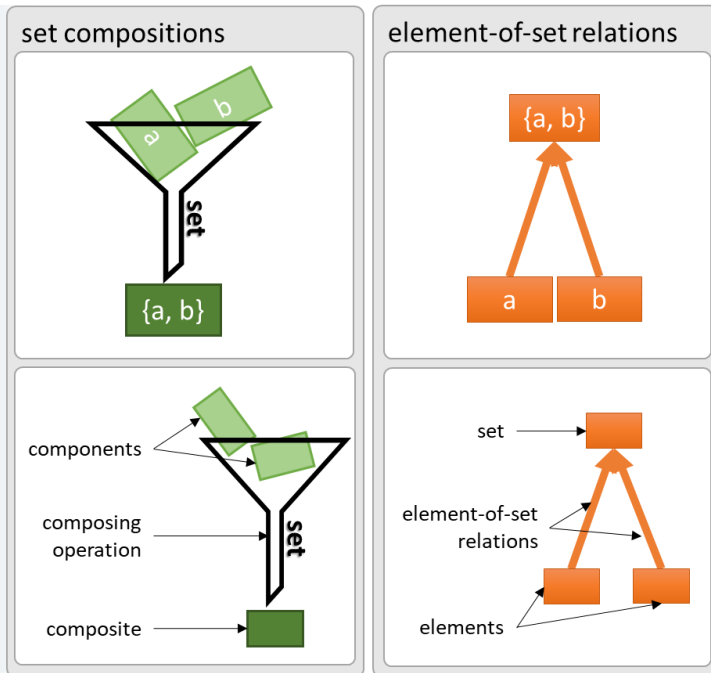 set compositions
a
b
set
{a, b}
components
composing
operation
set
composite
element-of-set relations
{a, b}
a
b
set
element-of-set
relations
elements